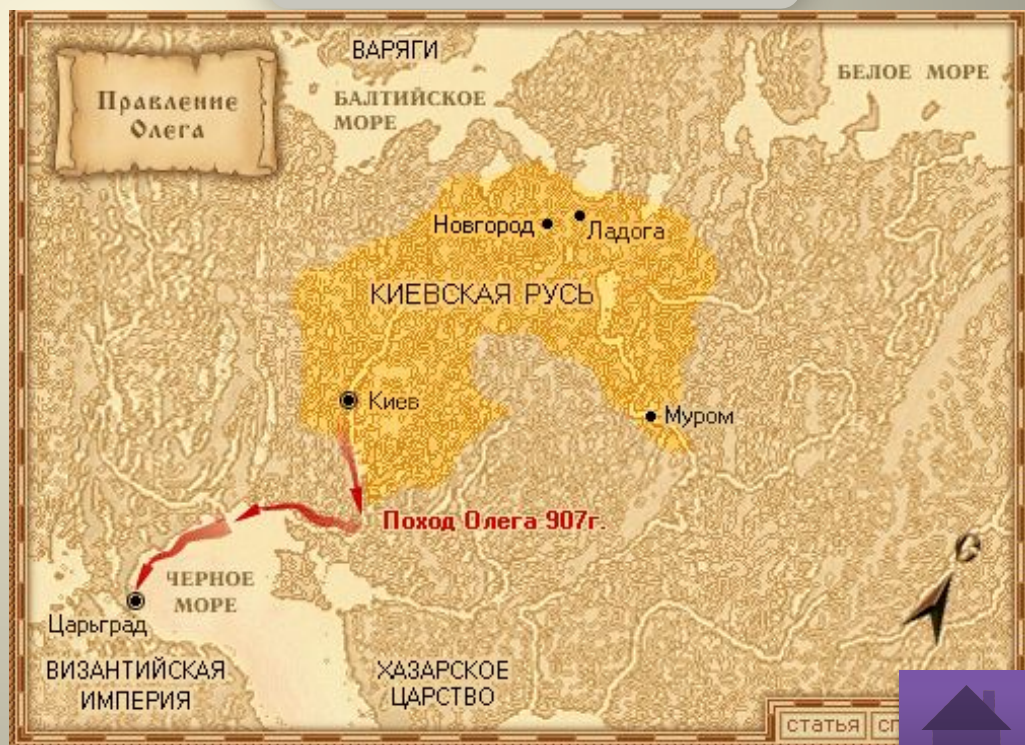 Правление
Олега
ВАРЯГИ
БАЛТИЙСКОЕ
МОРЕ
БЕЛОЕ МОРЕ
Новгород
Ладога
КИЕВСКАЯ РУСЬ
Киев
Муром
Поход Олега 907г.
ЧЕРНОЕ
МОРЕ
Царьград
ВИЗАНТИЙСКАЯ
ИМПЕРИЯ
ХАЗАРСКОЕ
ЦАРСТВО
С
статья